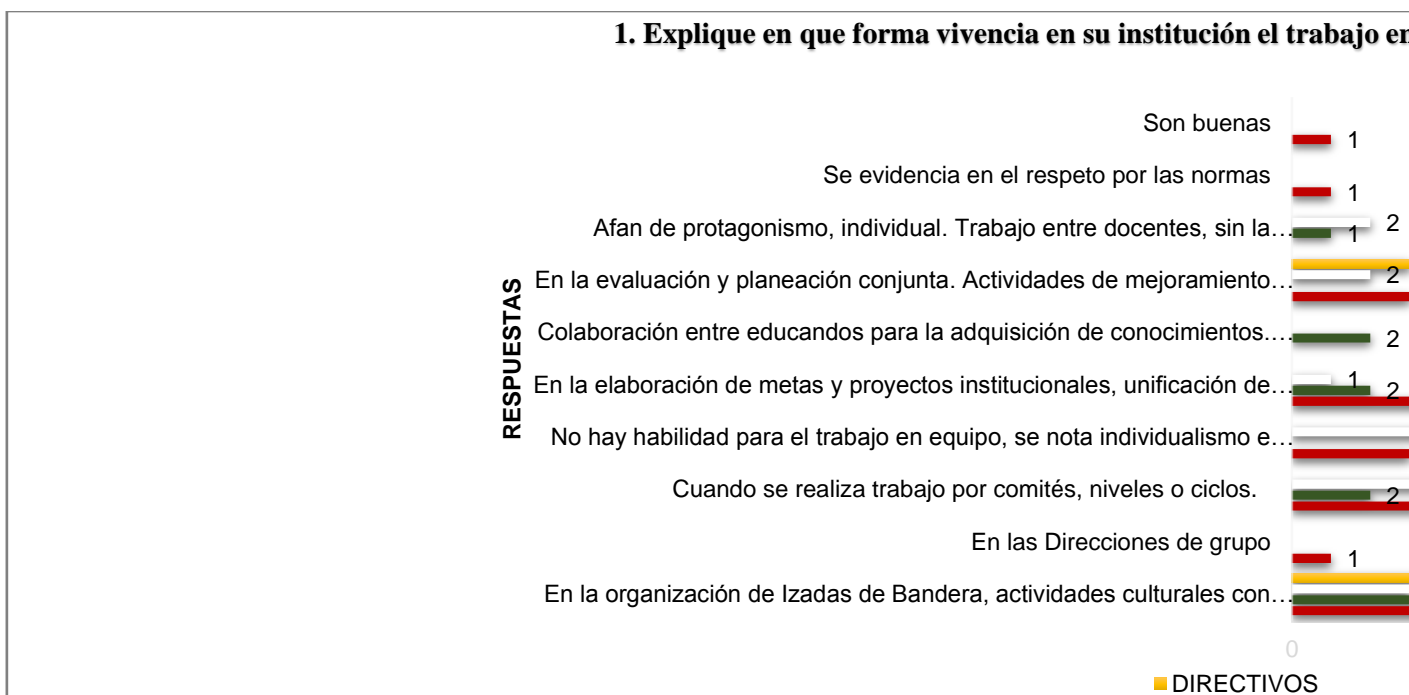 1. Explique en que forma vivencia en su institución el trabajo en
Son buenas
1
Se evidencia en el respeto por las normas
1
Afan de protagonismo, individual. Trabajo entre docentes, sin la…
2
1
En la evaluación y planeación conjunta. Actividades de mejoramiento…
2
Colaboración entre educandos para la adquisición de conocimientos.…
2
En la elaboración de metas y proyectos institucionales, unificación de…
1
2
No hay habilidad para el trabajo en equipo, se nota individualismo e…
Cuando se realiza trabajo por comités, niveles o ciclos.
2
En las Direcciones de grupo
1
En la organización de Izadas de Bandera, actividades culturales con…
RESPUESTAS
0
DIRECTIVOS